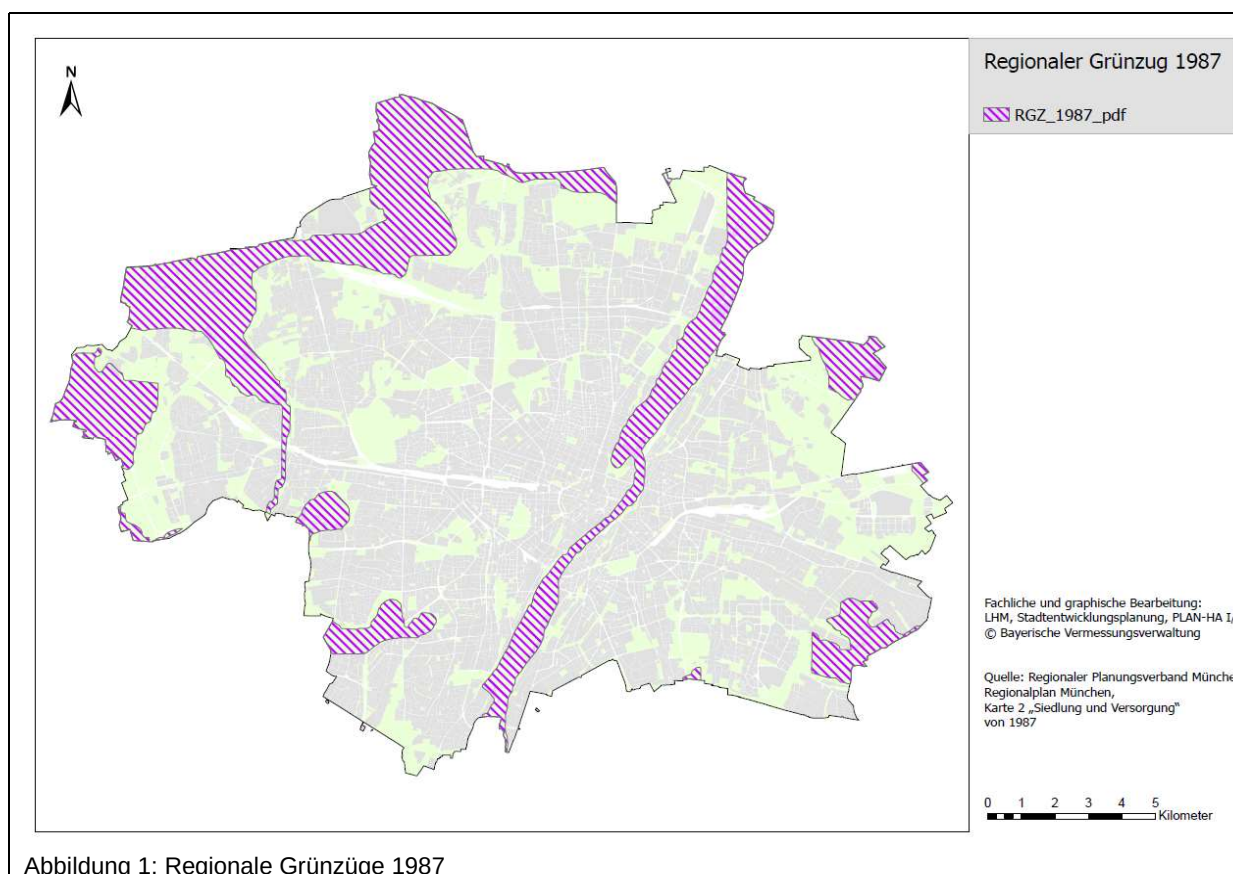 N
Regionaler Grünzug 1987
RGZ_1987_pdf
Fachliche und graphische Bearbeitung:
LHM, Stadtentwicklungsplanung, PLAN-HA I/
© Bayerische Vermessungsverwaltung
Quelle: Regionaler Planungsverband Münche
Regionalplan München,
Karte 2 „Siedlung und Versorgung“
von 1987
0 1 2 3 4 5
Kilometer
Abbildung 1: Regionale Grünzüge 1987